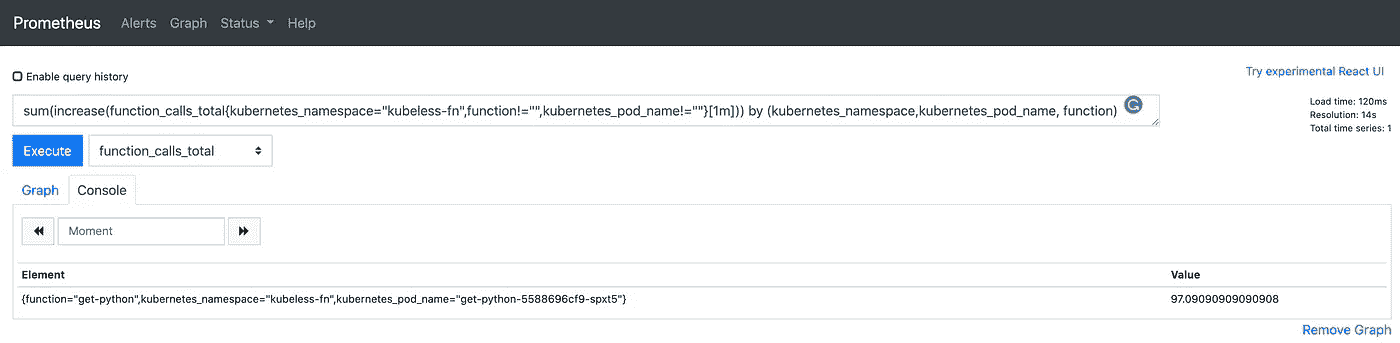 Prometheus Alerts Graph Status Help
Enable query history
Try experimental React UI
sum(increase(function_calls_total{kubernetes_namespace="kubeless-fn",function!="",kubernetes_pod_name!=""}[1m])) by (kubernetes_namespace,kubernetes_pod_name, function)
Load time: 120ms
Resolution: 14s
Total time series: 1
Execute function_calls_total
Graph Console
Moment
Element Value
{function="get-python",kubernetes_namespace="kubeless-fn",kubernetes_pod_name="get-python-5588696cf9-spxt5"} 97.09090909090908
Remove Graph